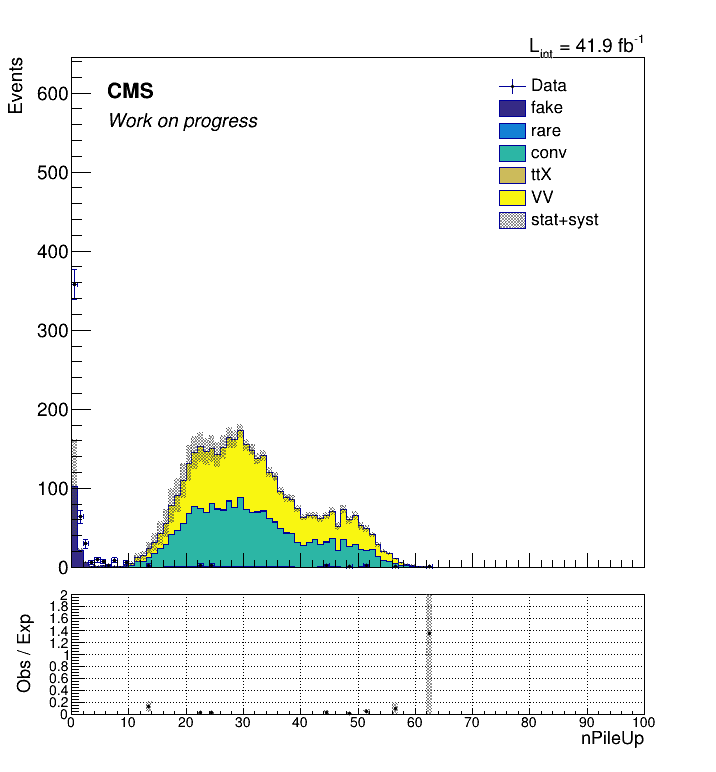 L_int = 41.9 fb^-1
Events
CMS
Work on progress
Data
fake
rare
conv
ttX
VV
stat+syst
600
500
400
300
200
100
0
Obs / Exp
2
1.8
1.6
1.4
1.2
1
0.8
0.6
0.4
0.2
0
0 10 20 30 40 50 60 70 80 90 100
nPileUp